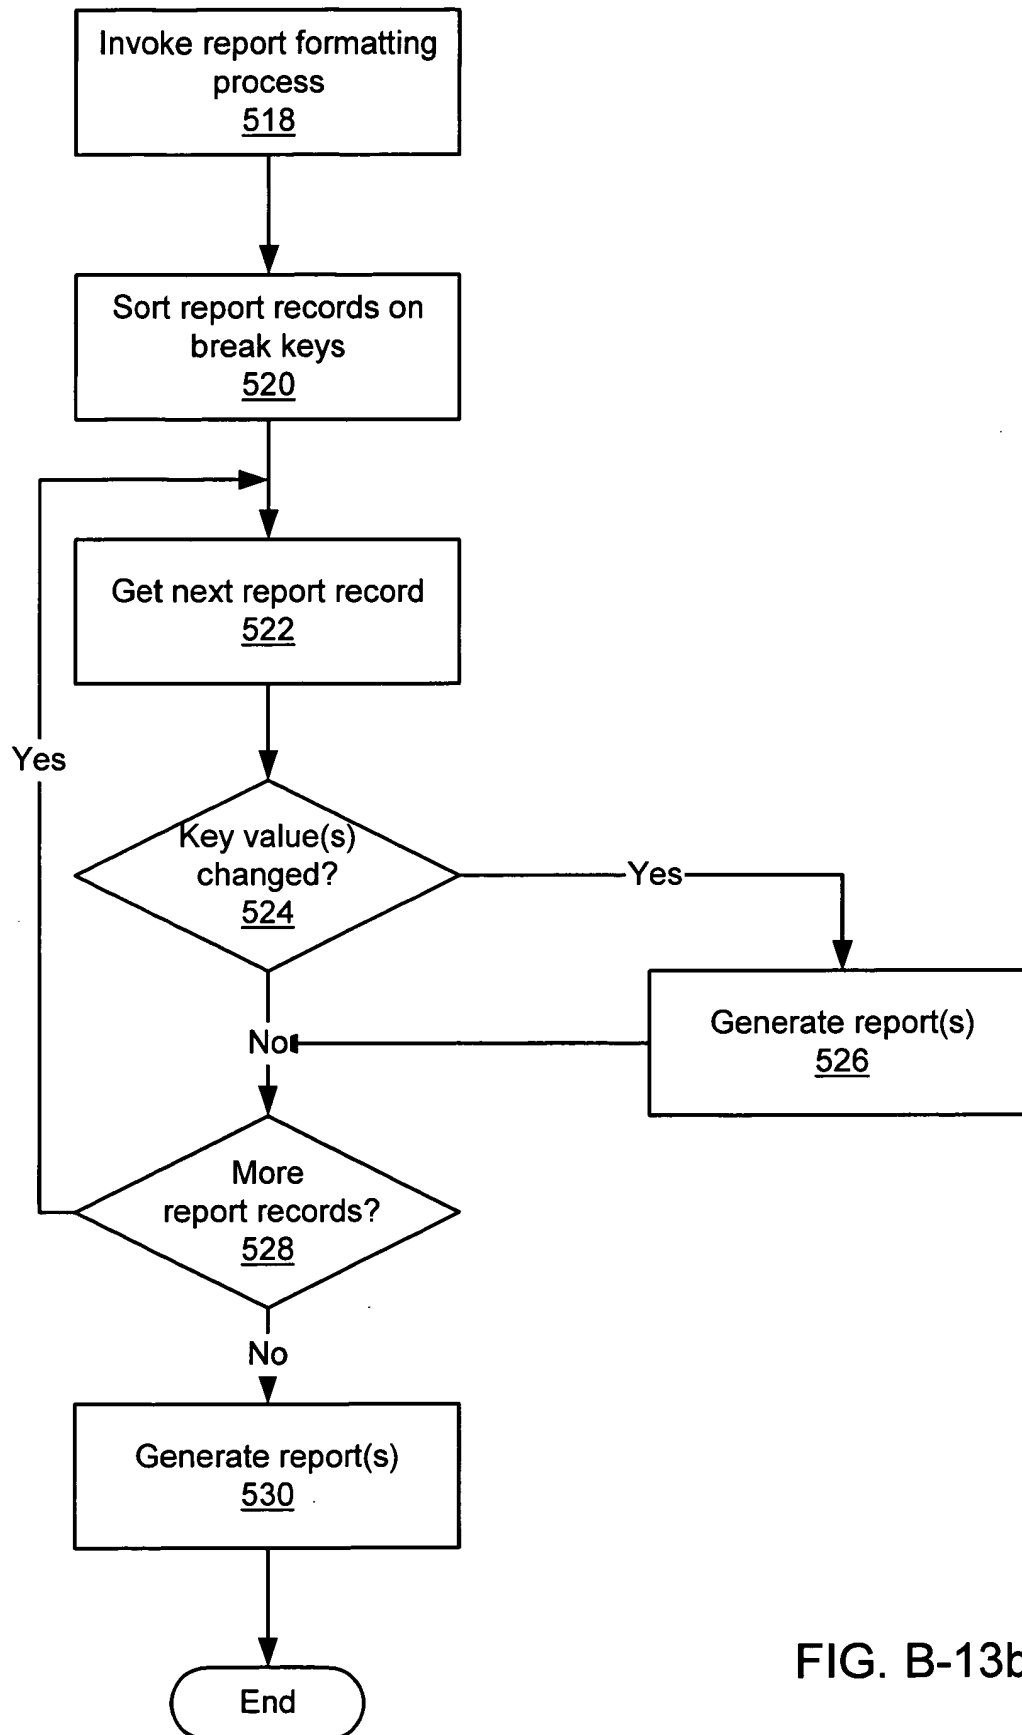 Invoke report formatting
process
518
Sort report records on
break keys
520
Get next report record
522
Yes
Key value(s)
changed?
524
Yes
Generate report(s)
526
No
More
report records?
528
No
Generate report(s)
530
End
FIG. B-13b